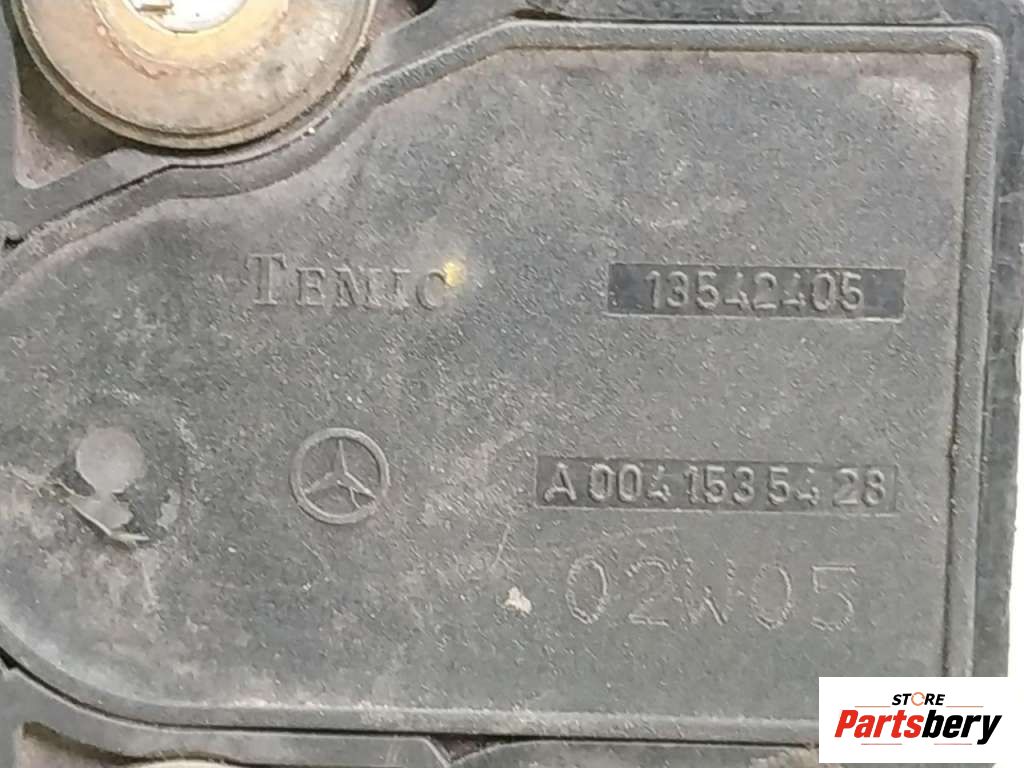 TEMIC 13542405
A 004 153 54 28
02W05
STORE
Partsbery